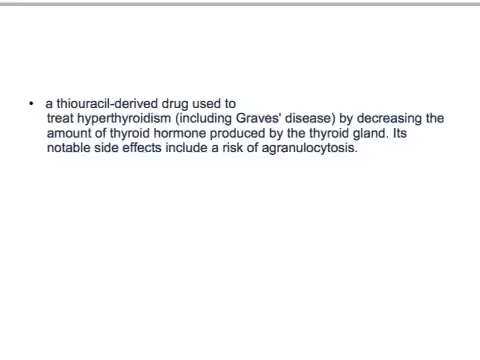 • a thiouracil-derived drug used to
treat hyperthyroidism (including Graves' disease) by decreasing the
amount of thyroid hormone produced by the thyroid gland. Its
notable side effects include a risk of agranulocytosis.